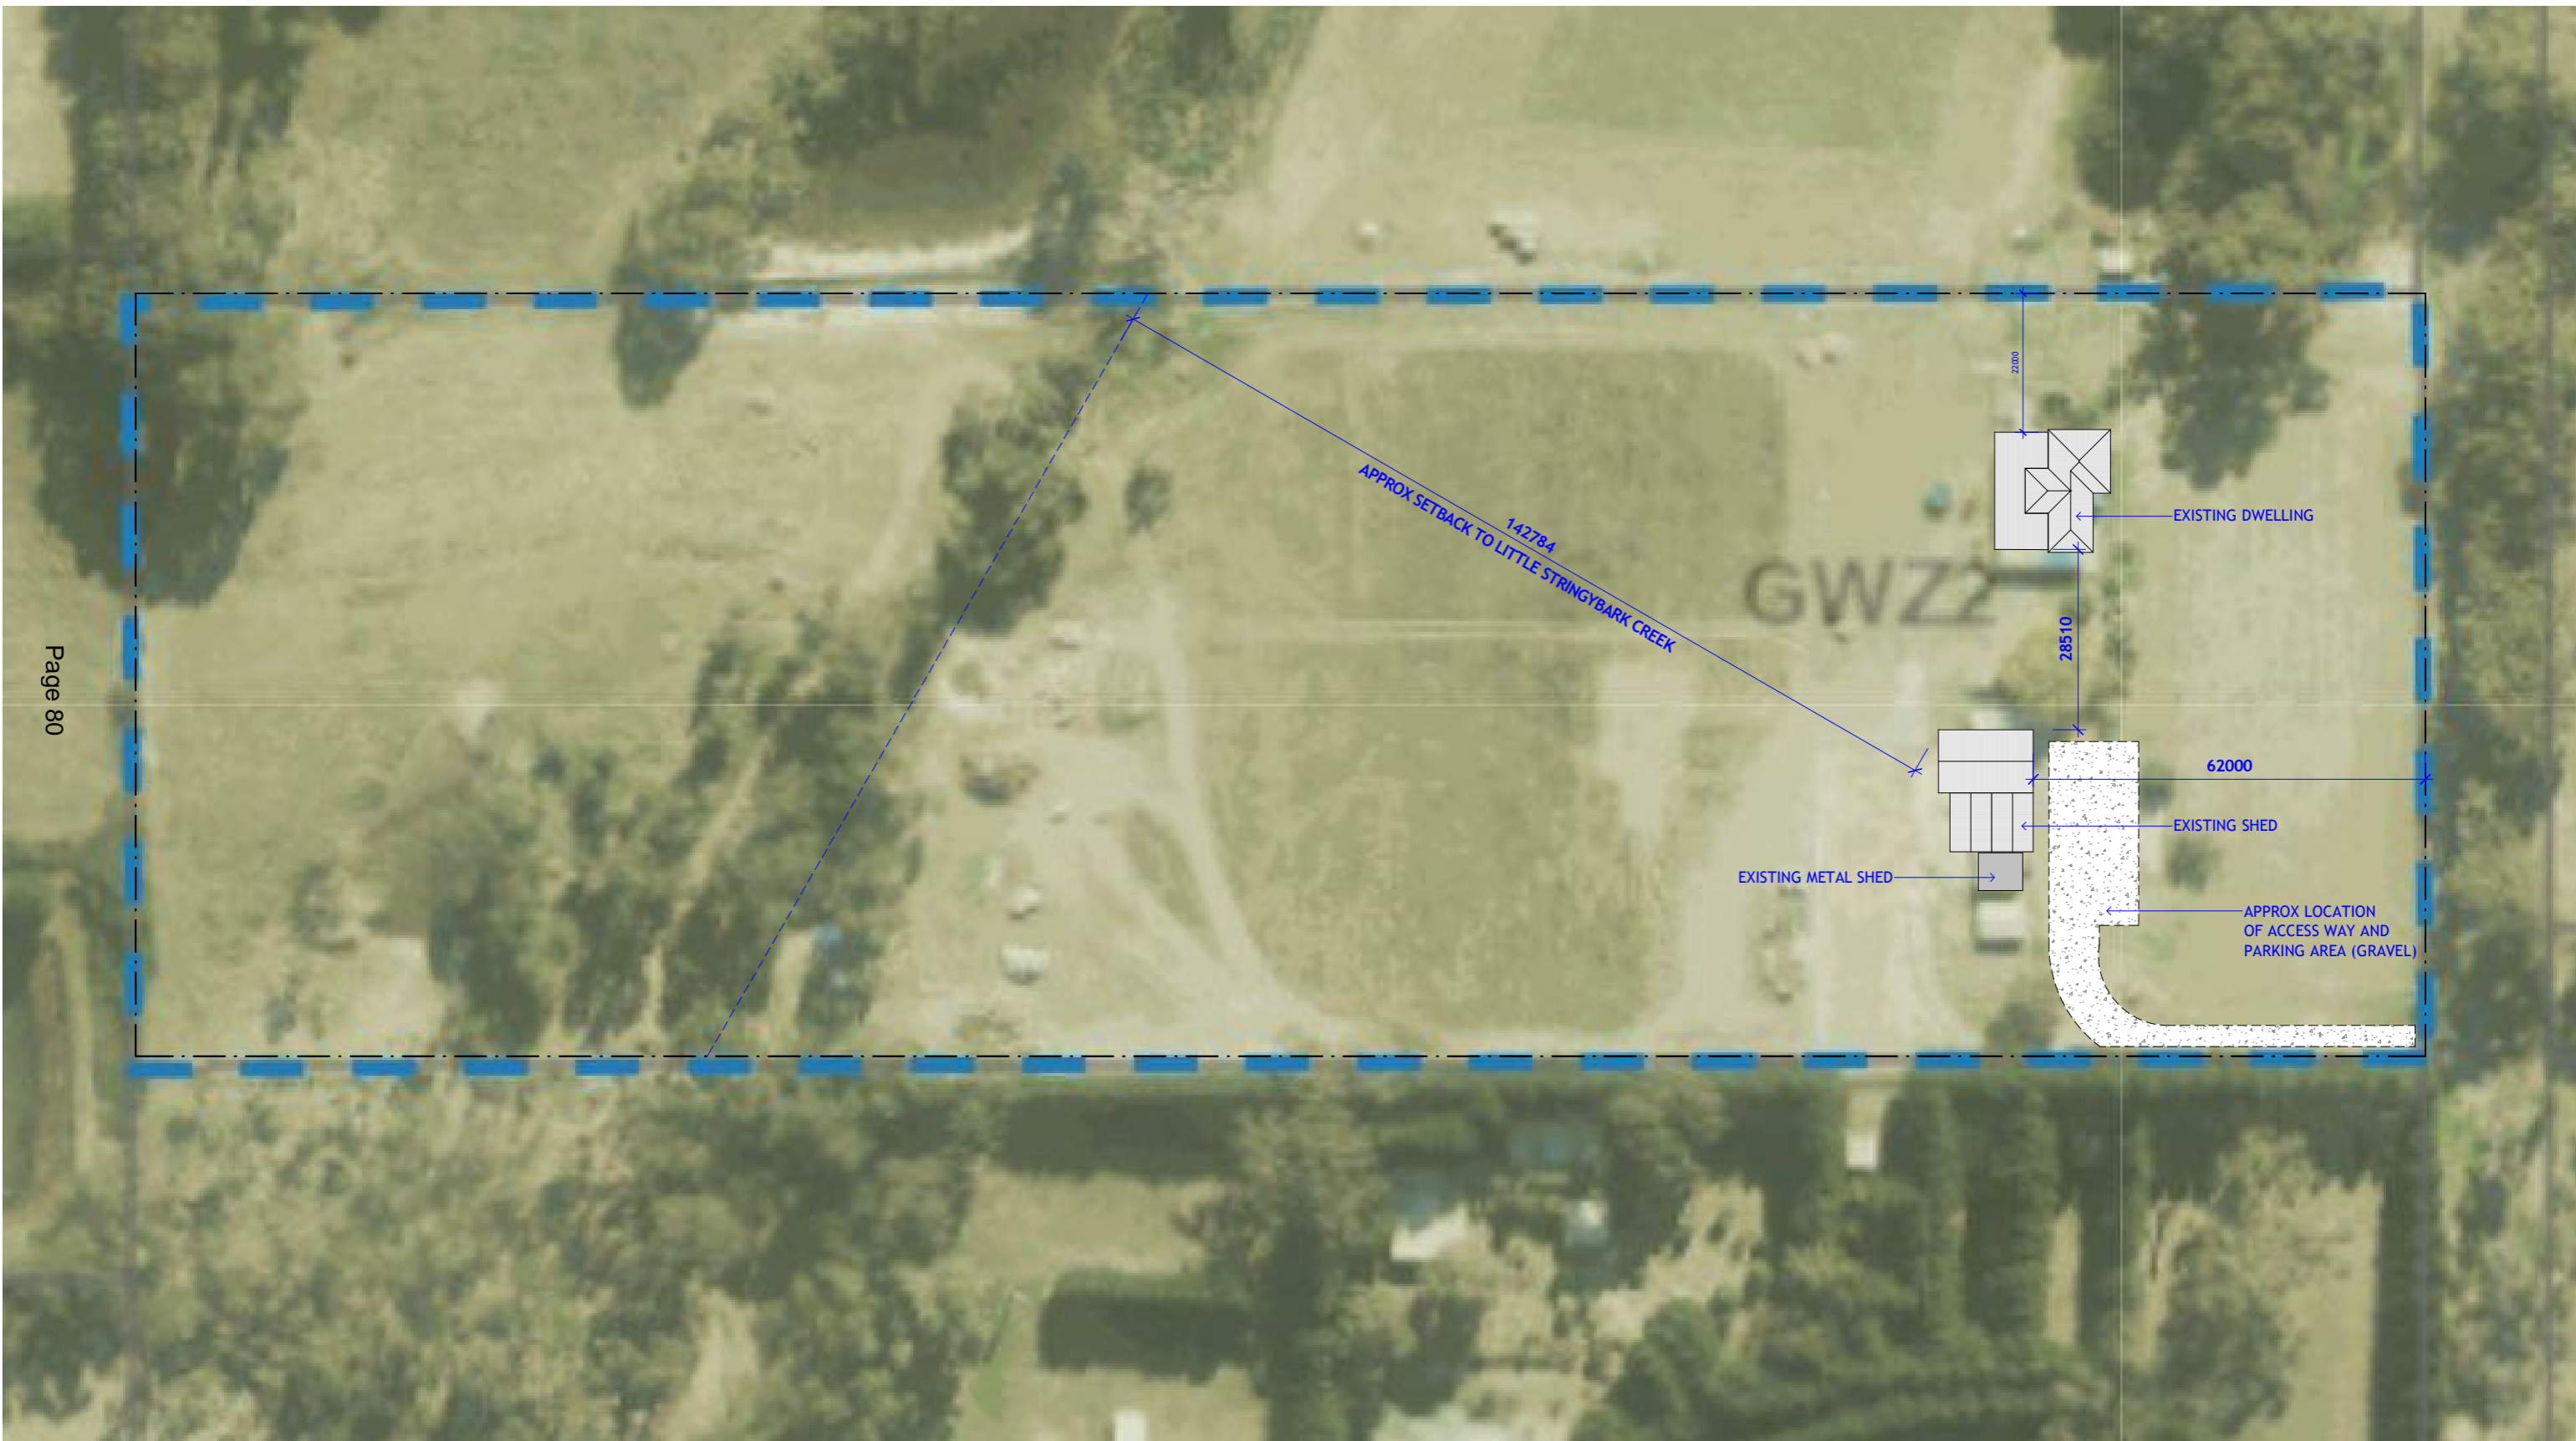 22000
EXISTING DWELLING
142784
APPROX SETBACK TO LITTLE STRINGYBARK CREEK
GWZ2
28510
Page 80
62000
EXISTING SHED
EXISTING METAL SHED
APPROX LOCATION
OF ACCESS WAY AND
PARKING AREA (GRAVEL)